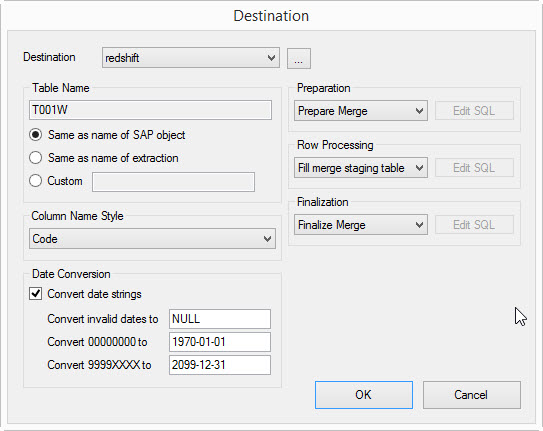 Destination
Destination
redshift
...
Table Name
T001W
Same as name of SAP object
Same as name of extraction
Custom
Column Name Style
Code
Date Conversion
Convert date strings
Convert invalid dates to NULL
Convert 00000000 to 1970-01-01
Convert 9999XXXX to 2099-12-31
Preparation
Prepare Merge Edit SQL
Row Processing
Fill merge staging table Edit SQL
Finalization
Finalize Merge Edit SQL
OK Cancel